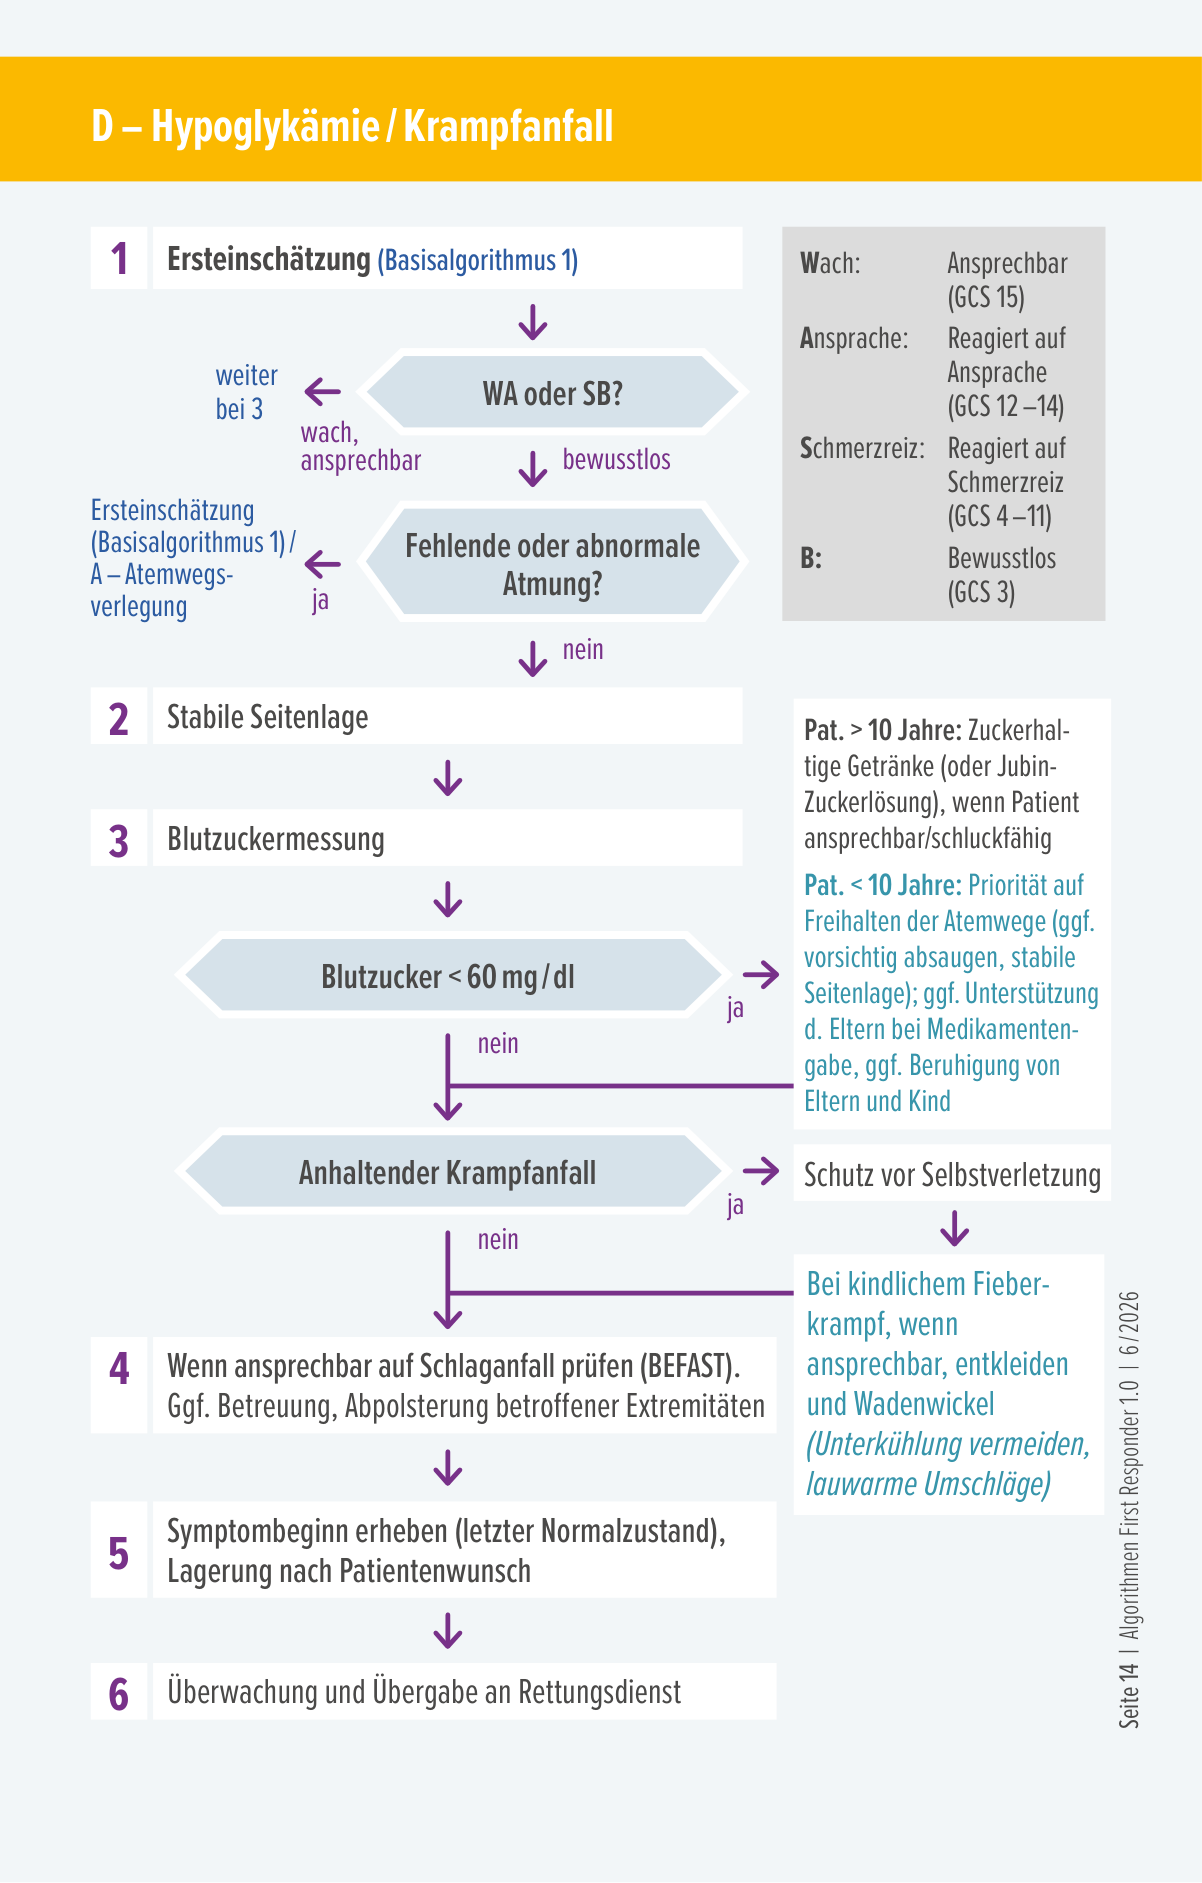 D – Hypoglykämie / Krampfanfall
1
Ersteinschätzung (Basisalgorithmus 1)
Wach: Ansprechbar
(GCS 15)
Ansprache: Reagiert auf
Ansprache
(GCS 12 –14)
Schmerzreiz: Reagiert auf
Schmerzreiz
(GCS 4 –11)
B: Bewusstlos
(GCS 3)
WA oder SB?
weiter
bei 3
wach,
ansprechbar
bewusstlos
Fehlende oder abnormale
Atmung?
Ersteinschätzung
(Basisalgorithmus 1) /
A – Atemwegs-
verlegung
ja
nein
2
Stabile Seitenlage
3
Blutzuckermessung
Blutzucker < 60 mg / dl
ja
nein
Pat. > 10 Jahre: Zuckerhal-
tige Getränke (oder Jubin-
Zuckerlösung), wenn Patient
ansprechbar/schluckfähig
Pat. < 10 Jahre: Priorität auf
Freihalten der Atemwege (ggf.
vorsichtig absaugen, stabile
Seitenlage); ggf. Unterstützung
d. Eltern bei Medikamenten-
gabe, ggf. Beruhigung von
Eltern und Kind
Anhaltender Krampfanfall
ja
nein
Schutz vor Selbstverletzung
Bei kindlichem Fieber-
krampf, wenn
ansprechbar, entkleiden
und Wadenwickel
(Unterkühlung vermeiden,
lauwarme Umschläge)
4
Wenn ansprechbar auf Schlaganfall prüfen (BEFAST).
Ggf. Betreuung, Abpolsterung betroffener Extremitäten
5
Symptombeginn erheben (letzter Normalzustand),
Lagerung nach Patientenwunsch
6
Überwachung und Übergabe an Rettungsdienst
Seite 14 | Algorithmen First Responder 1.0 | 6 / 2026